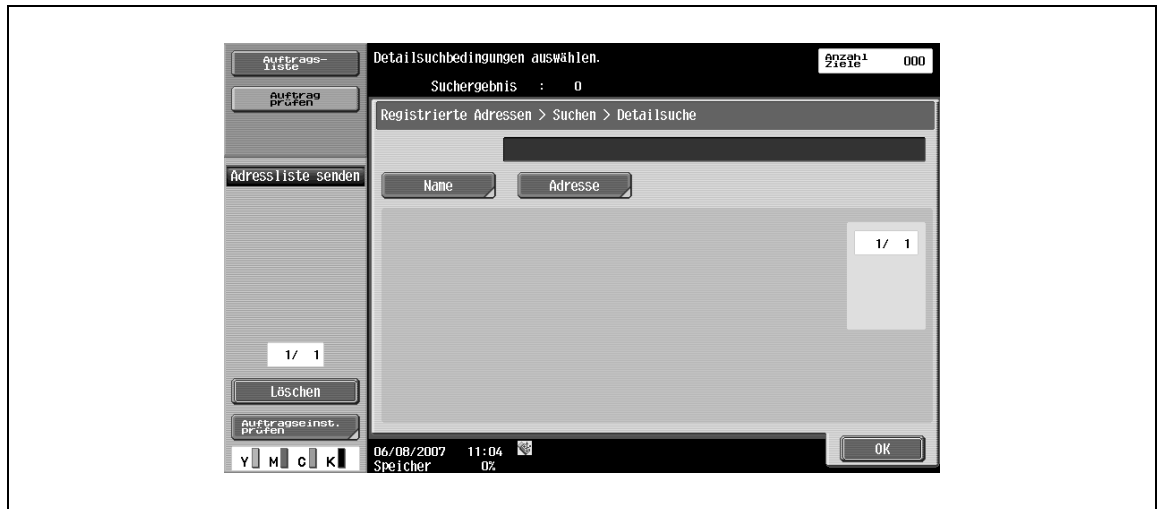 Auftrags-
liste
Auftrag
prüfen
Adressliste senden
1/ 1
Löschen
Auftragseinst.
prüfen
Y M C K
Detailsuchbedingungen auswählen.
Suchergebnis : 0
Anzahl
Ziele 000
Registrierte Adressen > Suchen > Detailsuche
Name Adresse
1/ 1
06/08/2007 11:04
Speicher 0%
OK